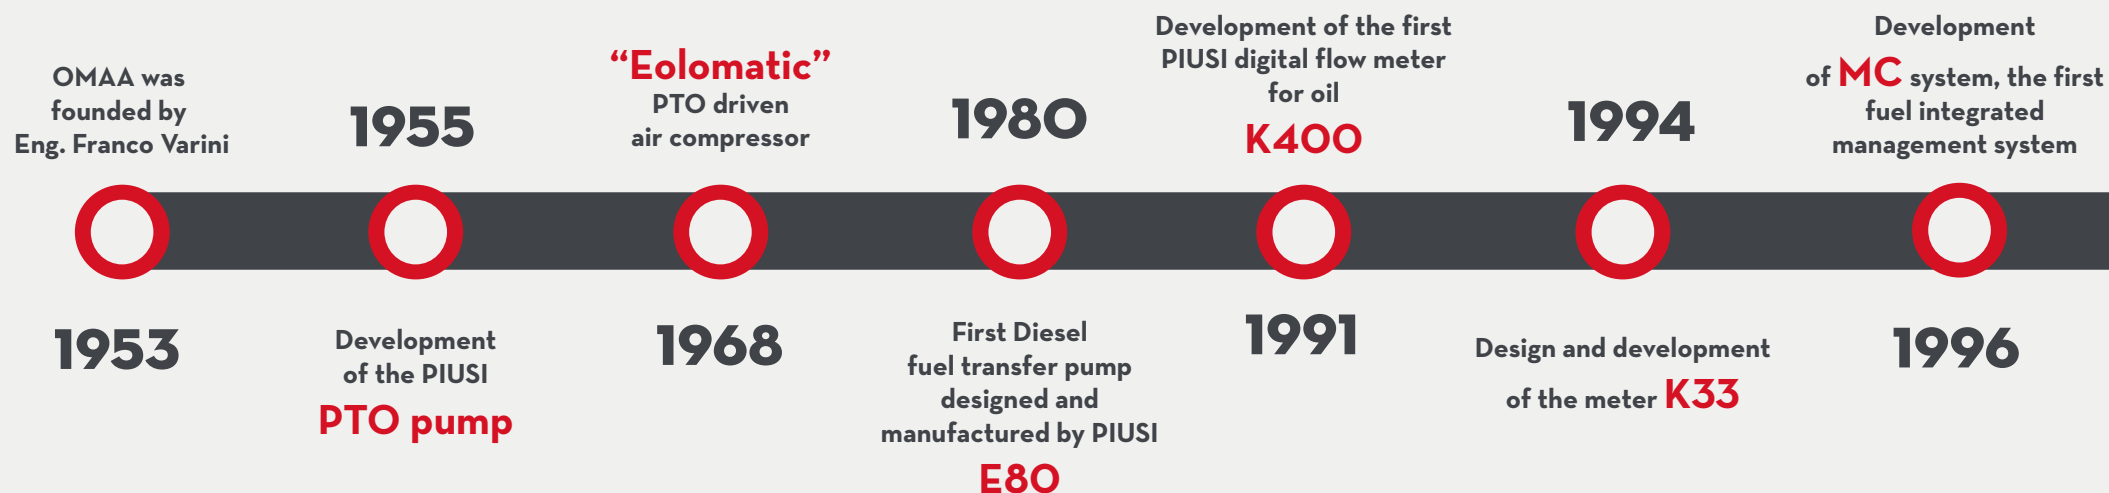 OMAA was
founded by
Eng. Franco Varini
1953
1955
Development
of the PIUSI
PTO pump
“Eolomatic”
PTO driven
air compressor
1968
1980
First Diesel
fuel transfer pump
designed and
manufactured by PIUSI
E80
Development of the first
PIUSI digital flow meter
for oil
K400
1991
1994
Design and development
of the meter K33
Development
of MC system, the first
fuel integrated
management system
1996